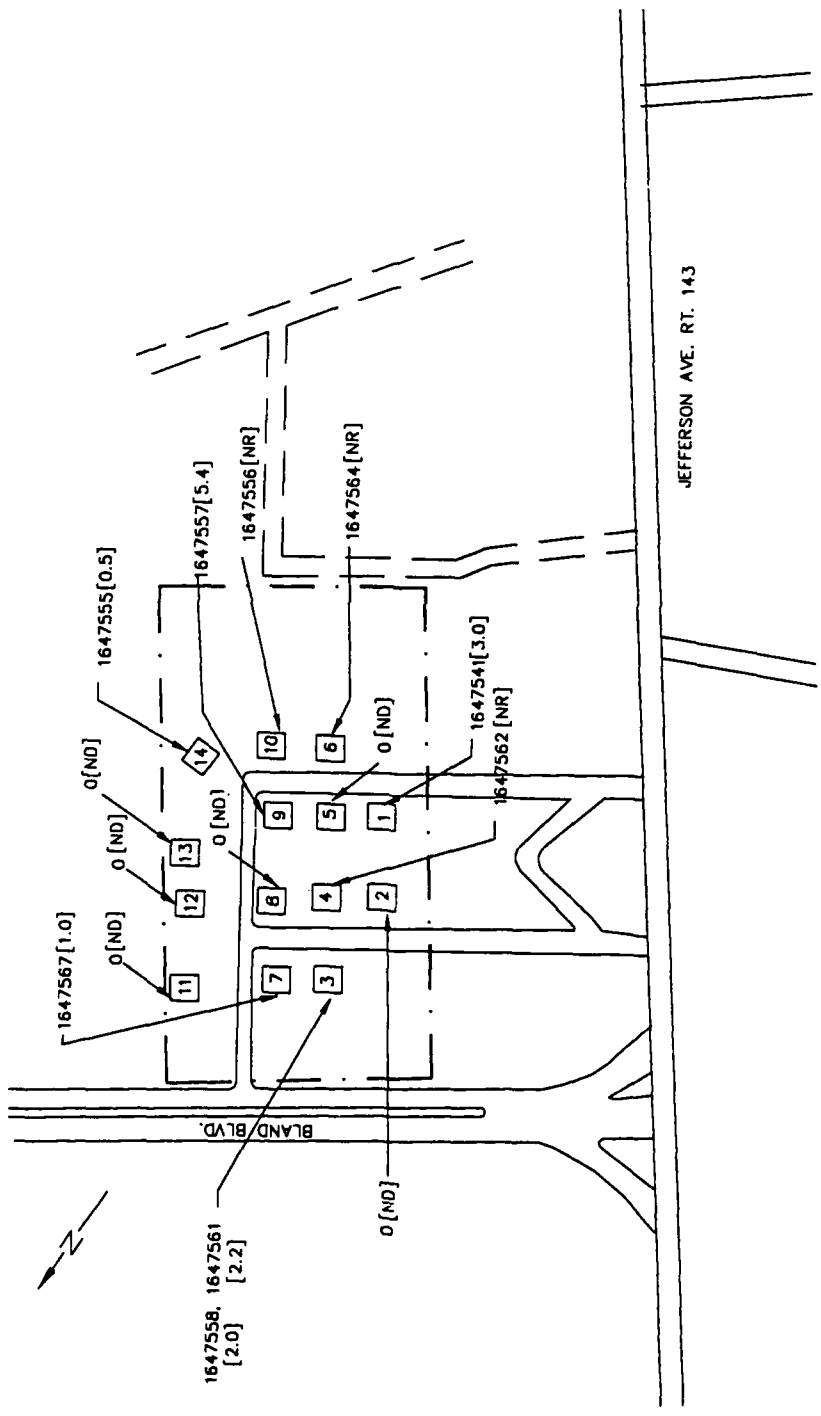 1647555[0.5]
0[ND]
0[ND]
0[ND]
1647567[1.0]
1647557[5.4]
1647556[NR]
1647564[NR]
14
13
12
11
10
9
0[ND]
8
7
6
5
4
3
0[ND]
1
2
1647541[3.0]
1647562[NR]
BLAND BLVD.
N
1647558, 1647561
[2.0] [2.2]
0[ND]
JEFFERSON AVE. RT. 143